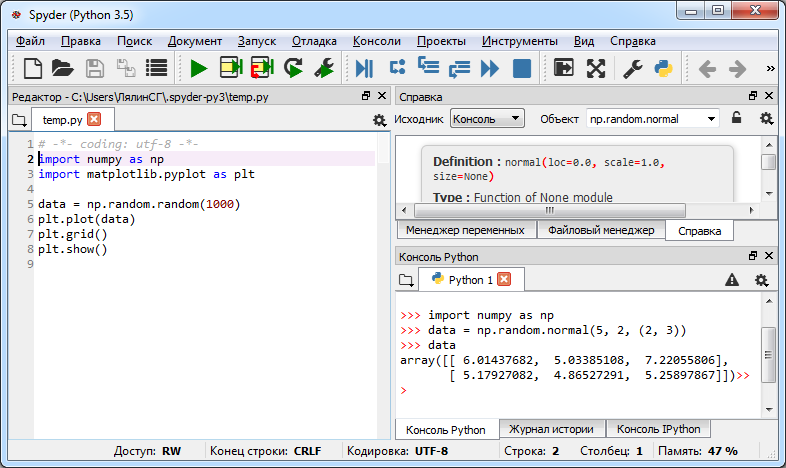 Spyder (Python 3.5)
Файл Правка Поиск Документ Запуск Отладка Консоли Проекты Инструменты Вид Справка
»
Редактор - C:\Users\ЛялинСГ\.spyder-py3\temp.py
temp.py
1 # -*- coding: utf-8 -*-
2 import numpy as np
3 import matplotlib.pyplot as plt
4
5 data = np.random.random(1000)
6 plt.plot(data)
7 plt.grid()
8 plt.show()
9
Справка
Исходник Консоль Объект np.random.normal
Definition : normal(loc=0.0, scale=1.0,
size=None)
Type : Function of None module
Менеджер переменных Файловый менеджер Справка
Консоль Python
Python 1
>>> import numpy as np
>>> data = np.random.normal(5, 2, (2, 3))
>>> data
array([[ 6.01437682, 5.03385108, 7.22055806],
[ 5.17927082, 4.86527291, 5.25897867]])>>
>
Консоль Python Журнал истории Консоль IPython
Доступ: RW Конец строки: CRLF Кодировка: UTF-8 Строка: 2 Столбец: 1 Память: 47 %